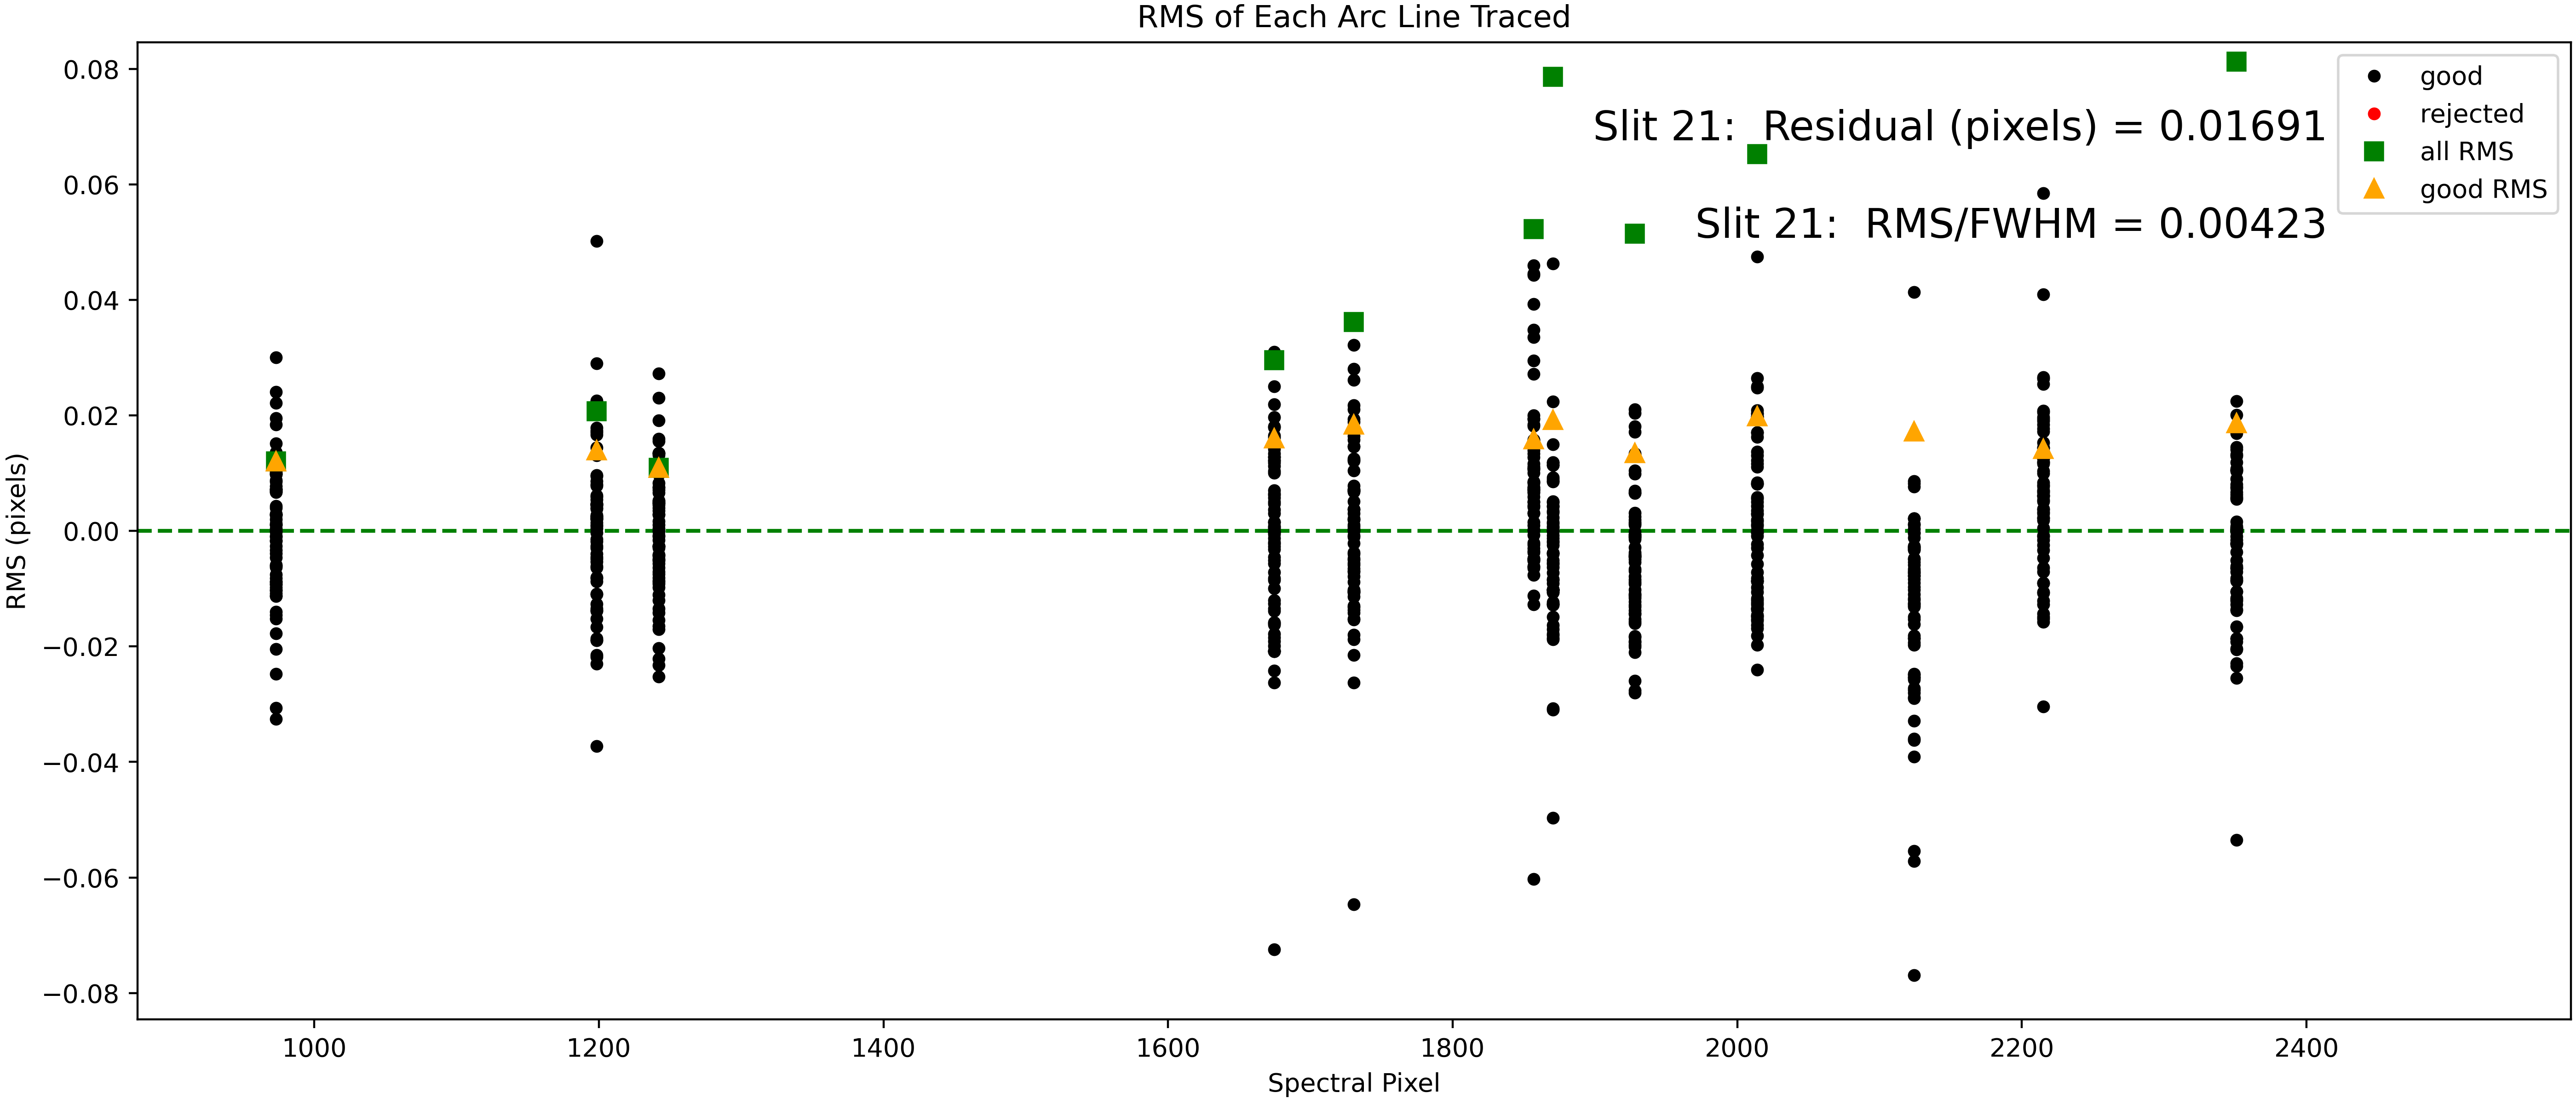 RMS of Each Arc Line Traced
0.08
0.06
0.04
0.02
0.00
−0.02
−0.04
−0.06
−0.08
RMS (pixels)
Slit 21:  Residual (pixels) = 0.01691
Slit 21:  RMS/FWHM = 0.00423
good
rejected
all RMS
good RMS
1000 1200 1400 1600 1800 2000 2200 2400
Spectral Pixel